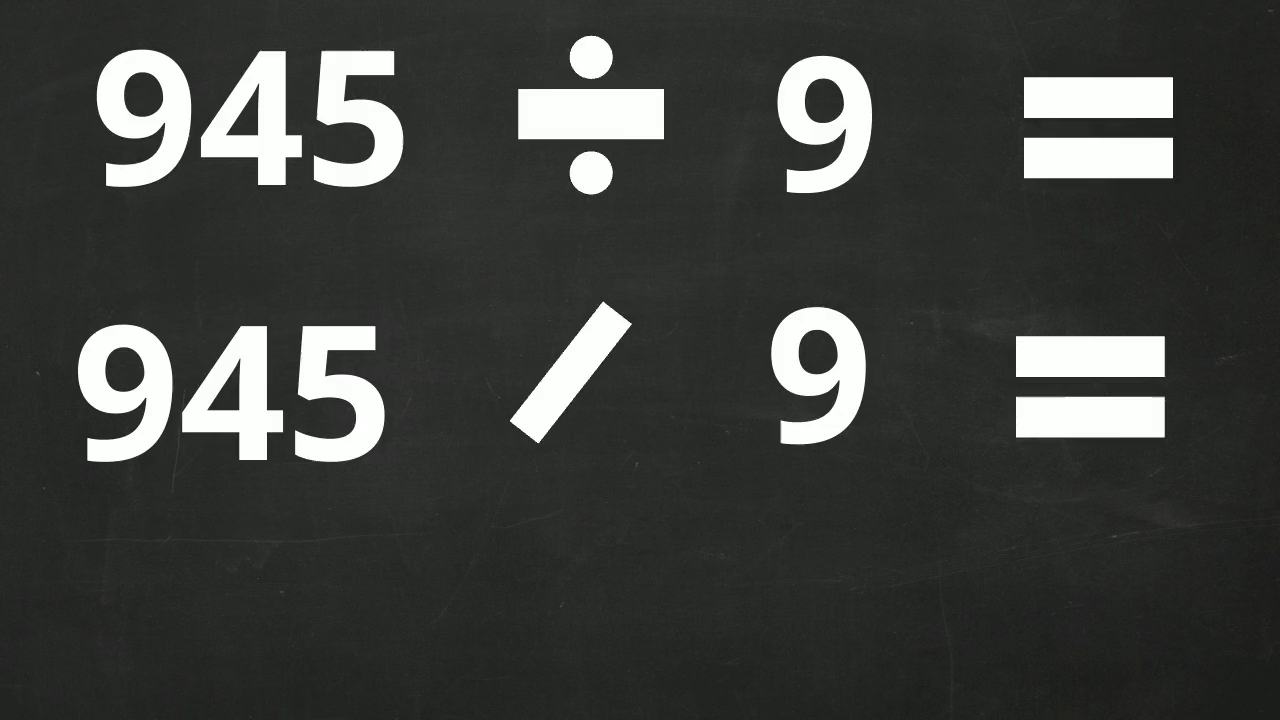 945 ÷ 9 =
945 / 9 =